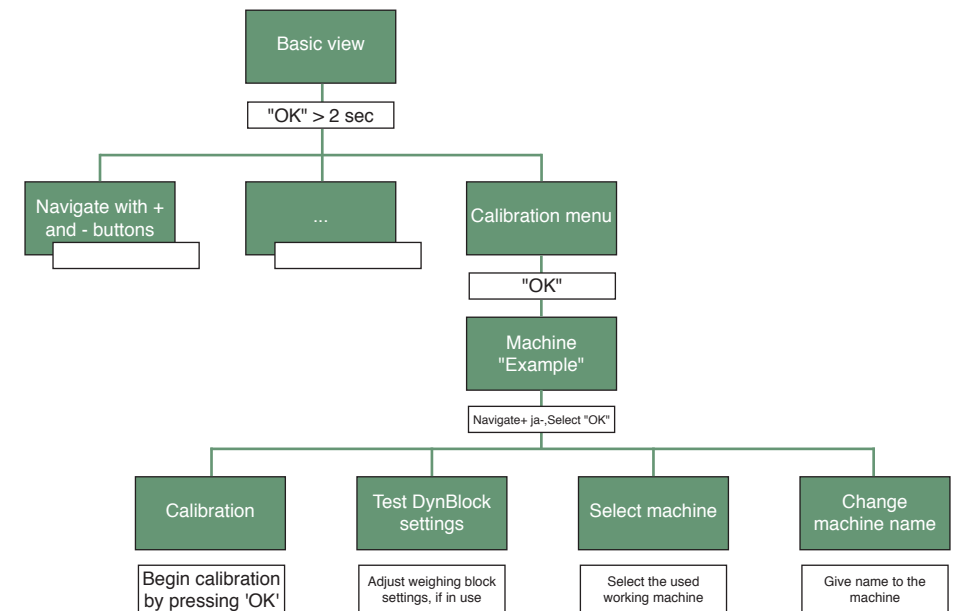 Basic view
"OK" > 2 sec
Navigate with +
and - buttons
...
Calibration menu
"OK"
Machine
"Example"
Navigate+ ja-,Select "OK"
Calibration
Test DynBlock
settings
Select machine
Change
machine name
Begin calibration
by pressing 'OK'
Adjust weighing block
settings, if in use
Select the used
working machine
Give name to the
machine